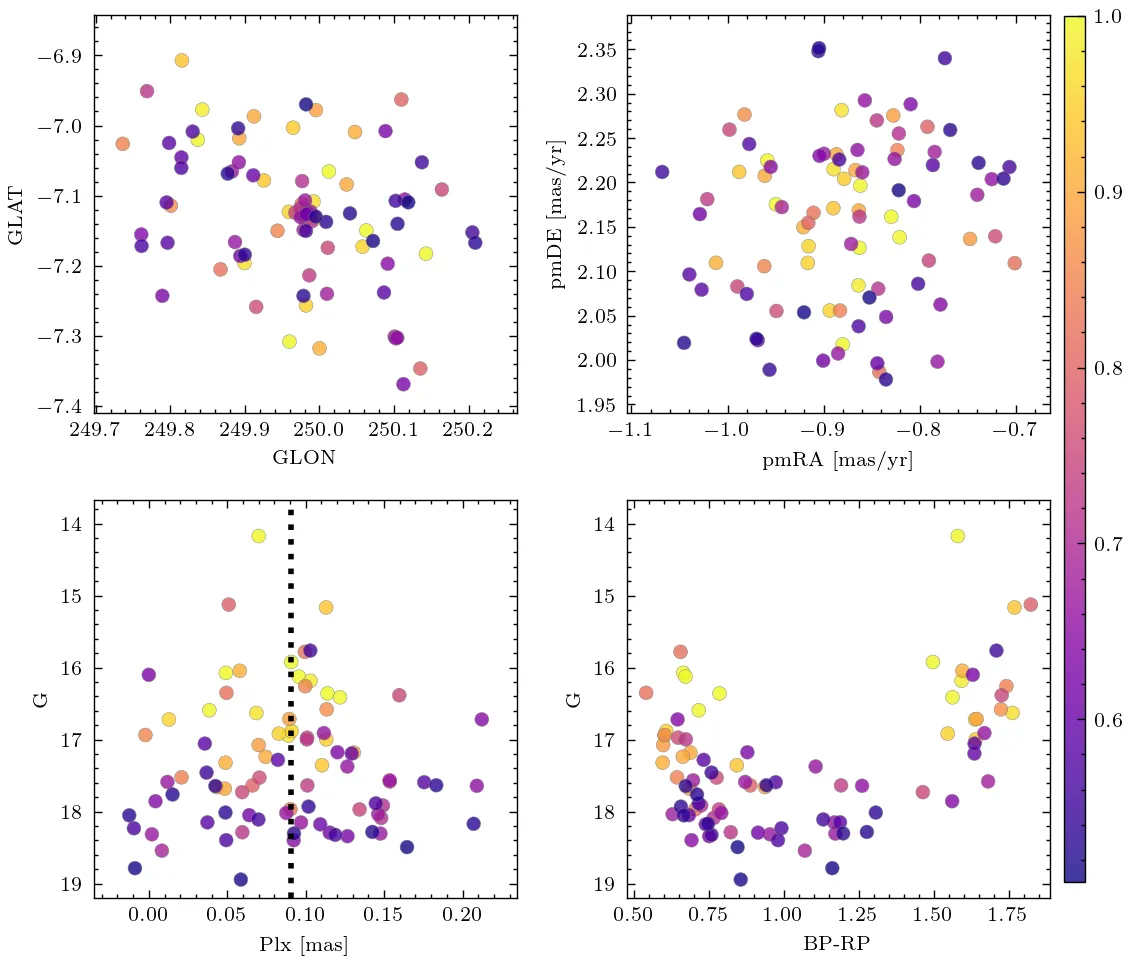 −6.9
−7.0
−7.1
−7.2
−7.3
−7.4
GLAT
249.7 249.8 249.9 250.0 250.1 250.2
GLON
2.35
2.30
2.25
2.20
2.15
2.10
2.05
2.00
1.95
pmDE [mas/yr]
−1.1 −1.0 −0.9 −0.8 −0.7
pmRA [mas/yr]
1.0
0.9
0.8
0.7
0.6
14
15
16
17
18
19
G
0.00 0.05 0.10 0.15 0.20
Plx [mas]
14
15
16
17
18
19
G
0.50 0.75 1.00 1.25 1.50 1.75
BP-RP